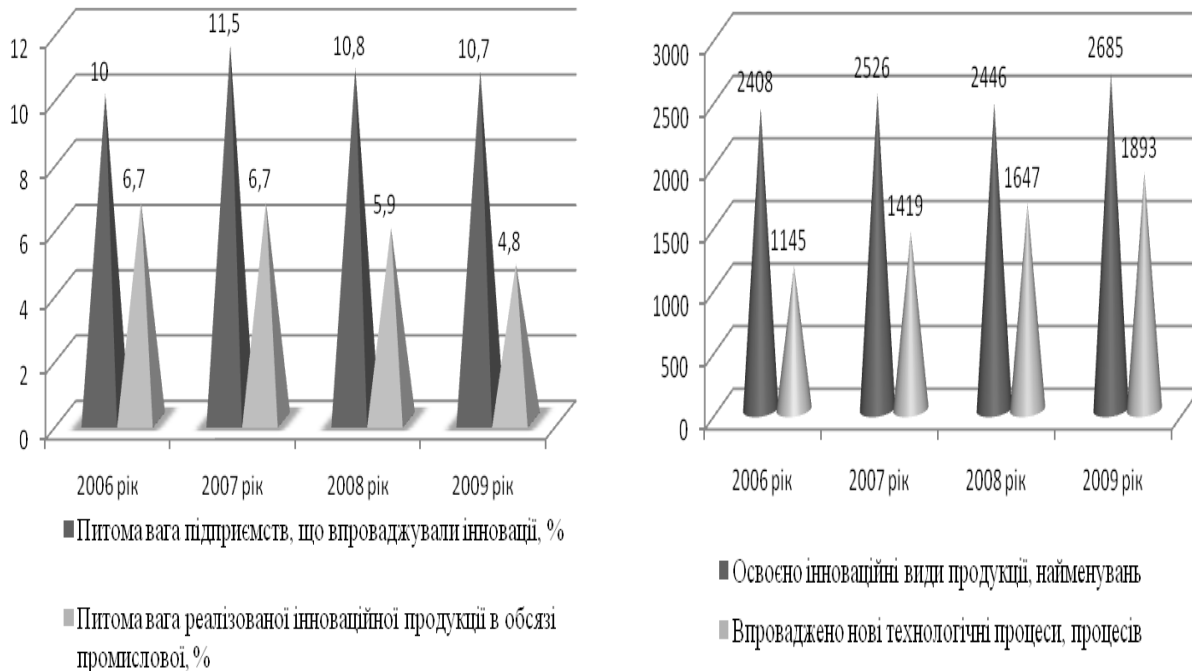 12
10
8
6
4
2
0
10
11,5
10,8
10,7
6,7
6,7
5,9
4,8
2006 рік
2007 рік
2008 рік
2009 рік
Питома вага підприємств, що впроваджували інновації, %
Питома вага реалізованої інноваційної продукції в обсязі
промислової, %
3000
2500
2000
1500
1000
500
0
2408
2526
2446
2685
1145
1419
1647
1893
2006 рік
2007 рік
2008 рік
2009 рік
Освоєно інноваційні види продукції, найменувань
Впроваджено нові технологічні процеси, процесів